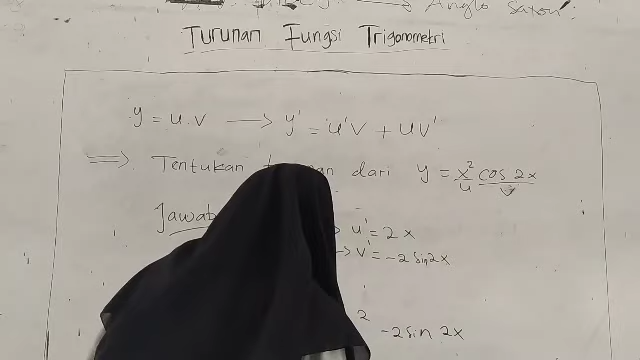 Anglo Saxon:
Turunan Fungsi Trigonometri
y = u.v → y' = u'v + uv'
⇒ Tentukan dari y = x² cos 2x
u v
Jawab u' = 2x
→ v' = -2 sin 2x
2 -2 sin 2x